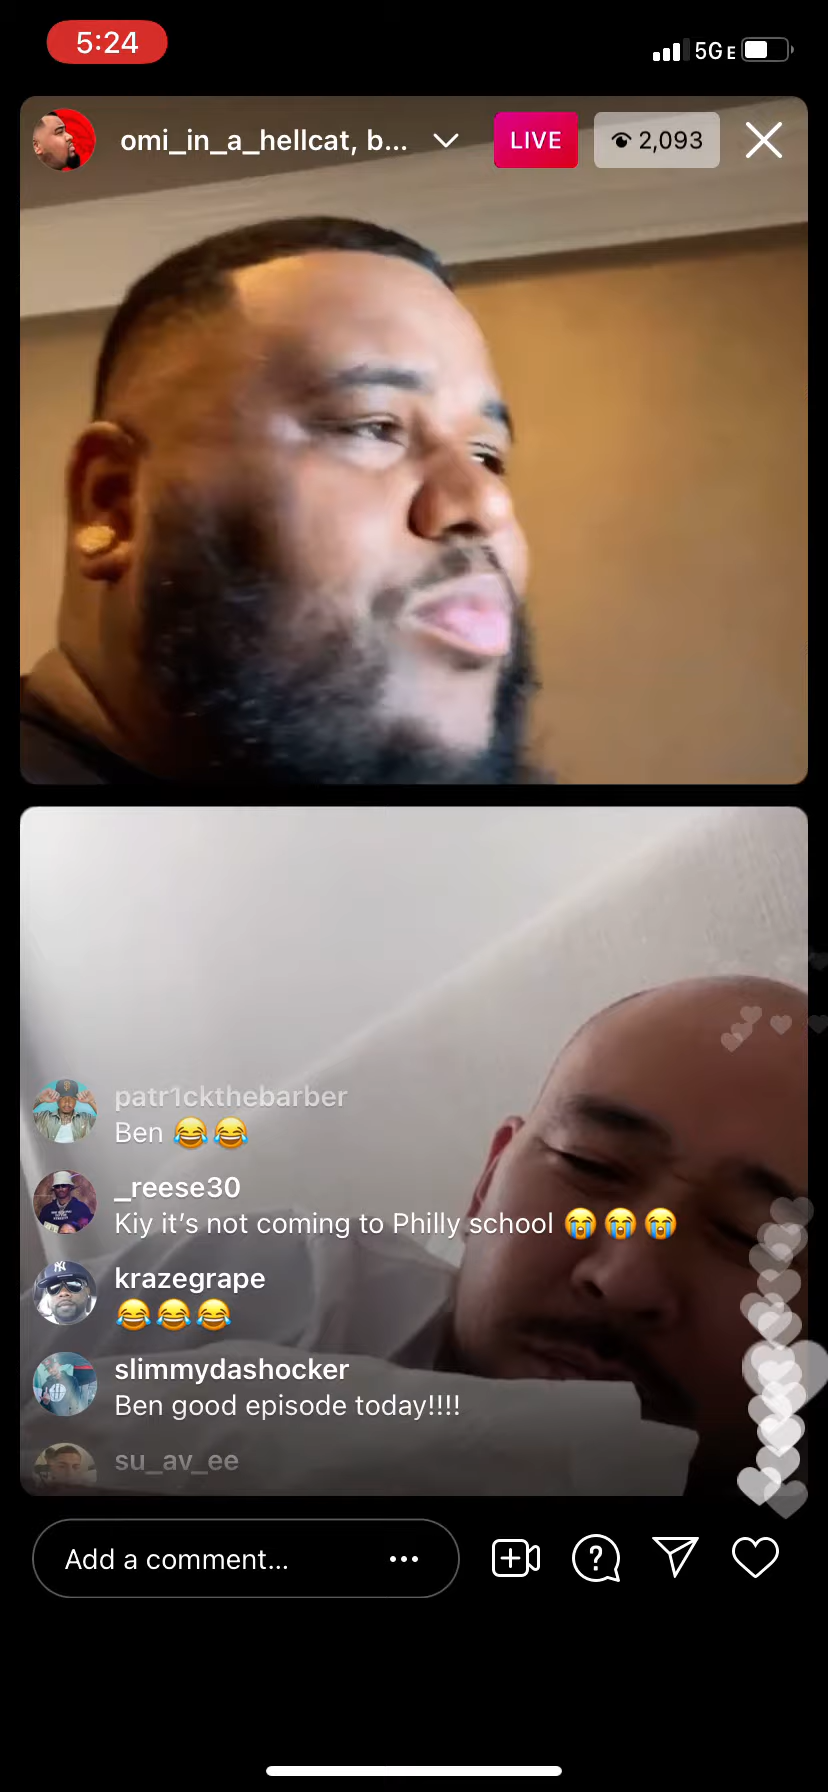 5:24
5GE
omi_in_a_hellcat, b...
LIVE
2,093
patr1ckthebarber
Ben 😂😂
_reese30
Kiy it’s not coming to Philly school 😭😭😭
krazegrape
😂😂😂
slimmydashocker
Ben good episode today!!!!
su_av_ee
Add a comment...